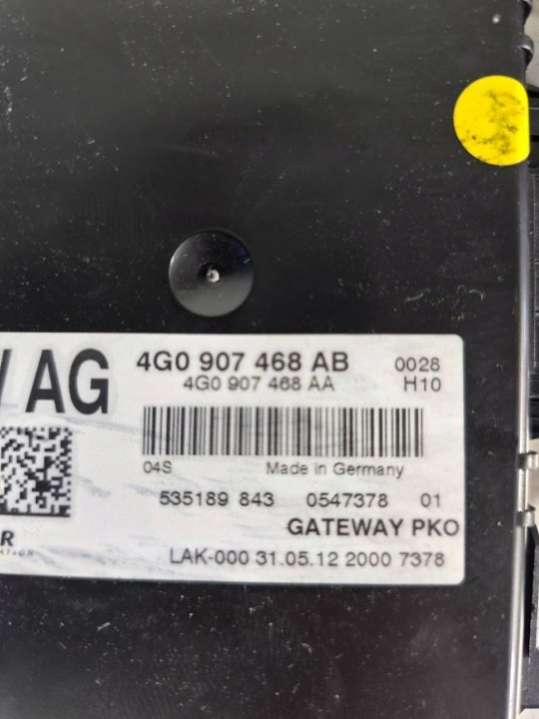 AG
4G0 907 468 AB 0028
4G0 907 468 AA H10
04S Made in Germany
535189 843 0547378 01
GATEWAY PKO
LAK-000 31.05.12 2000 7378